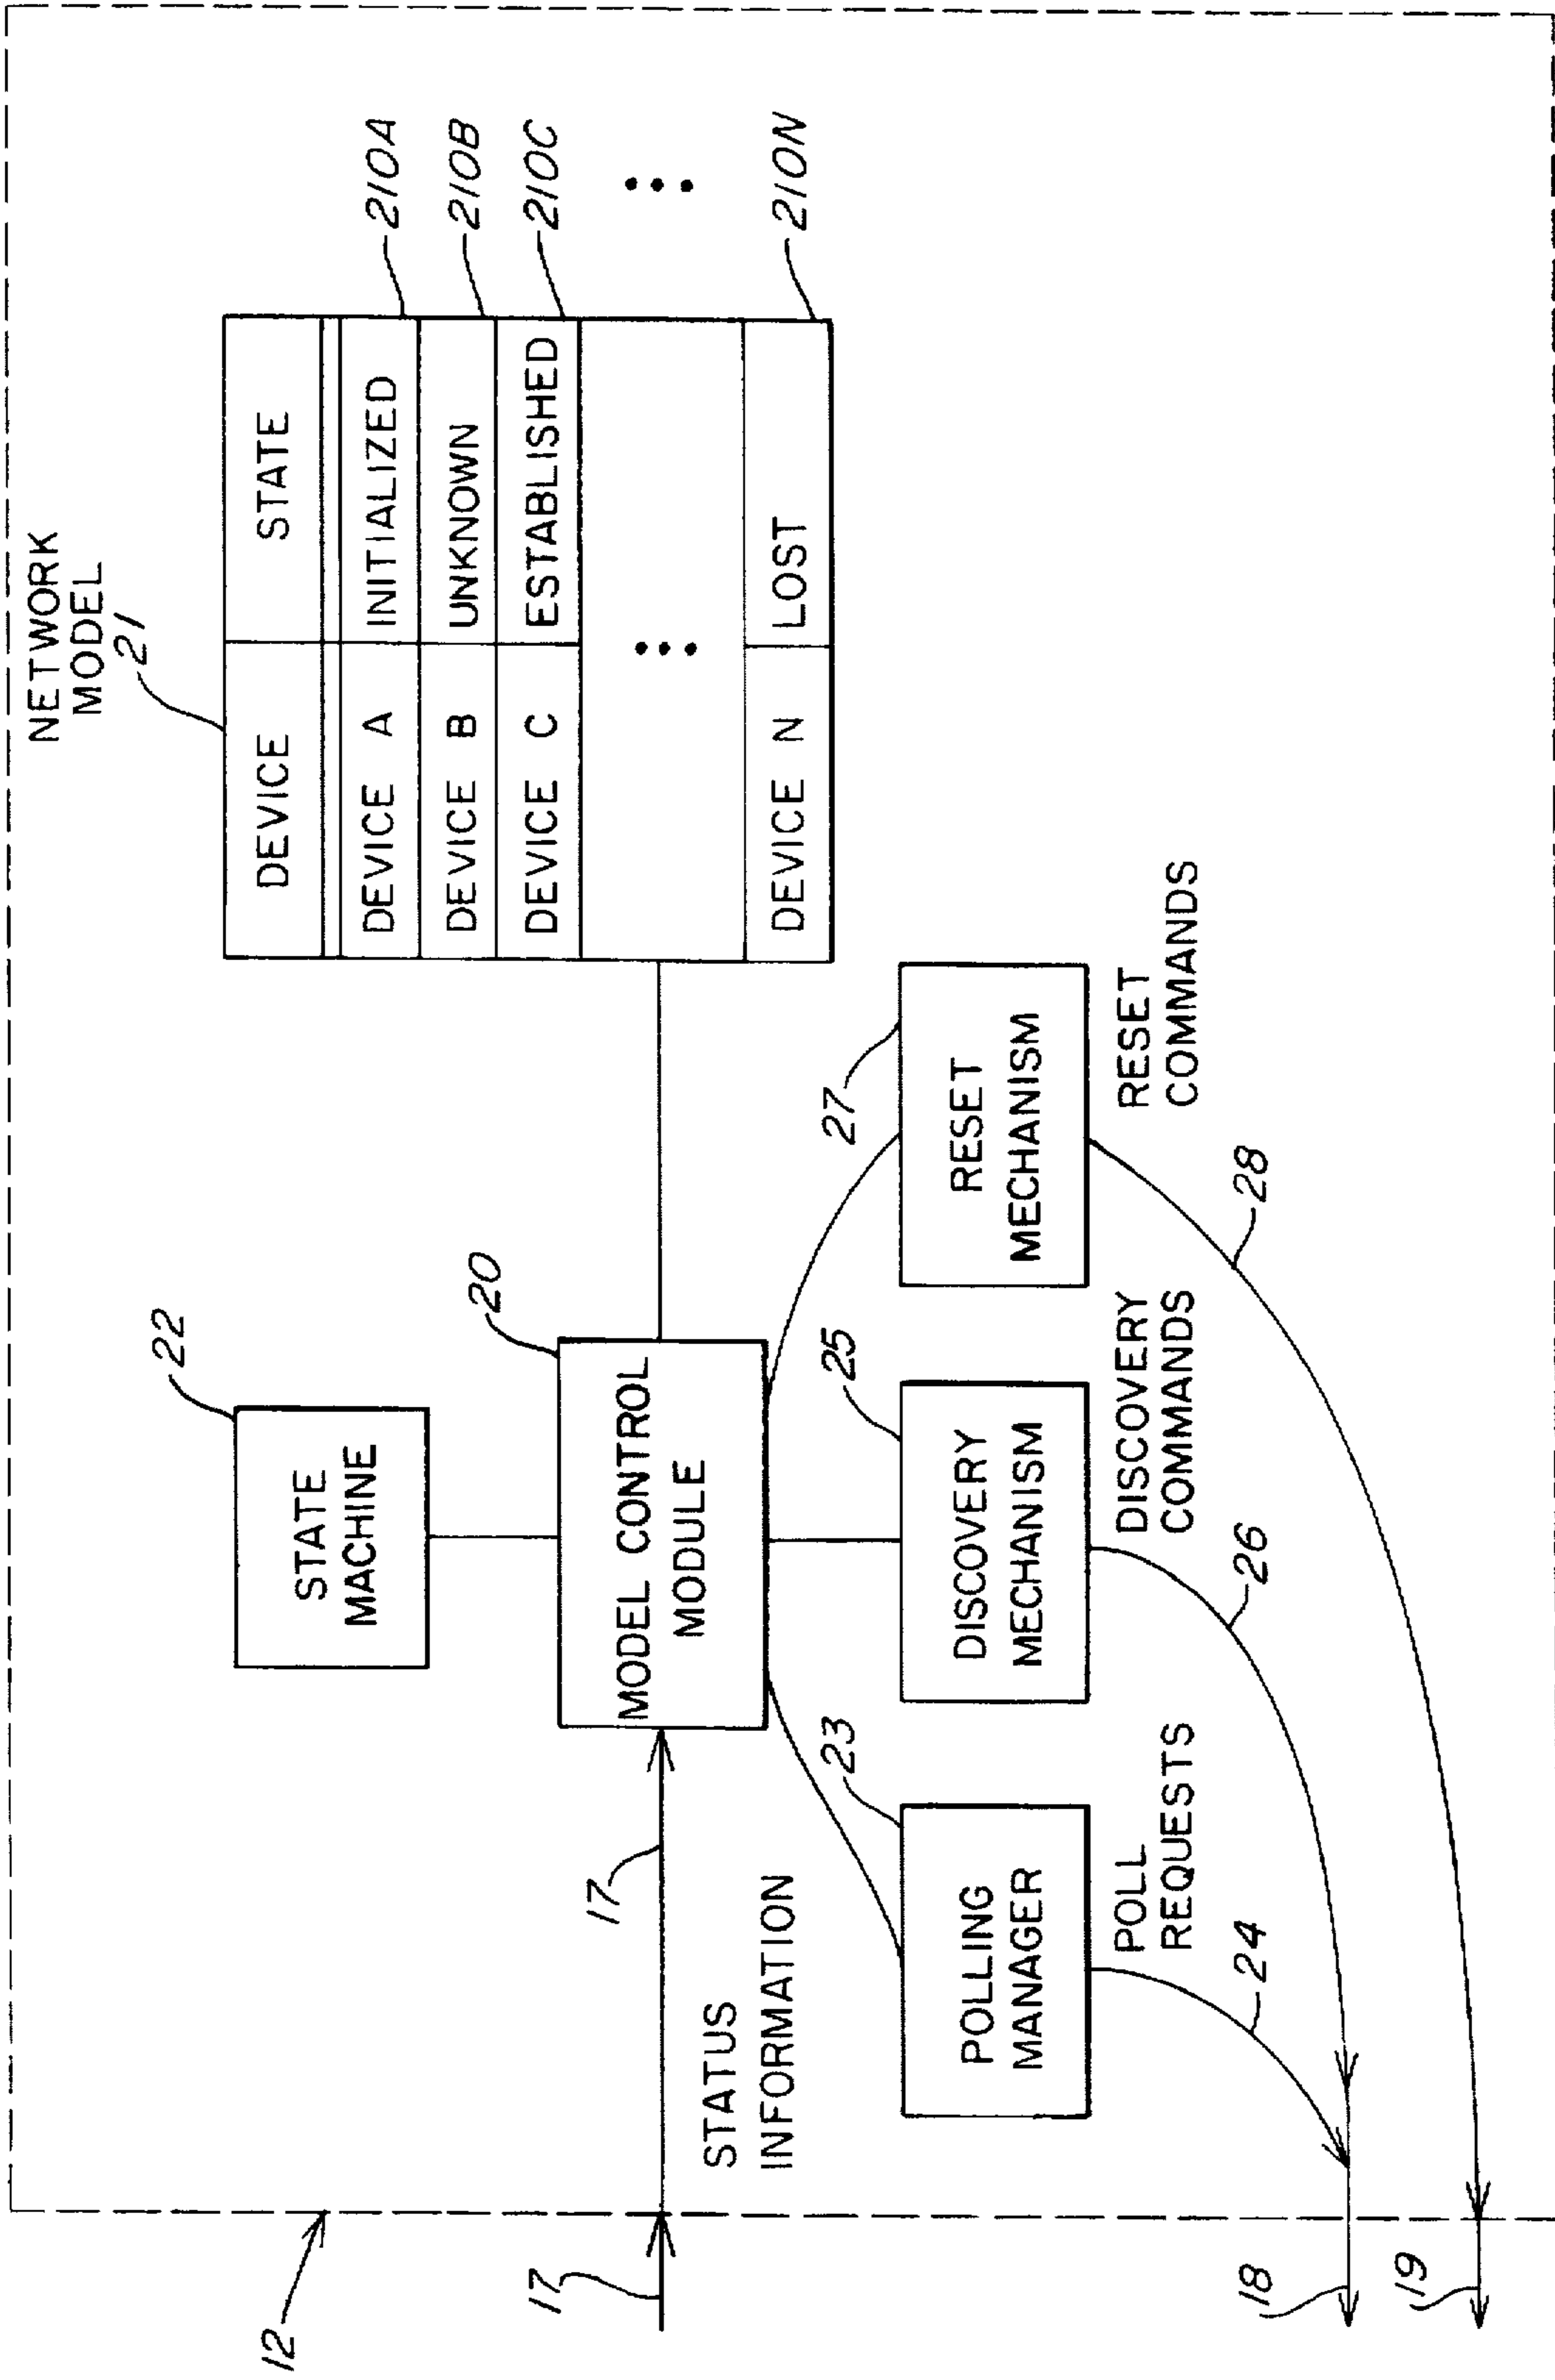 NETWORK
MODEL
21
DEVICE STATE
DEVICE A INITIALIZED
210A
DEVICE B UNKNOWN
210B
DEVICE C ESTABLISHED
210C
DEVICE N LOST
210N
22
STATE
MACHINE
20
MODEL CONTROL
MODULE
12
17
17
STATUS
INFORMATION
23
POLLING
MANAGER
POLL
REQUESTS
24
25
DISCOVERY
MECHANISM
DISCOVERY
COMMANDS
26
27
RESET
MECHANISM
RESET
COMMANDS
28
18
19